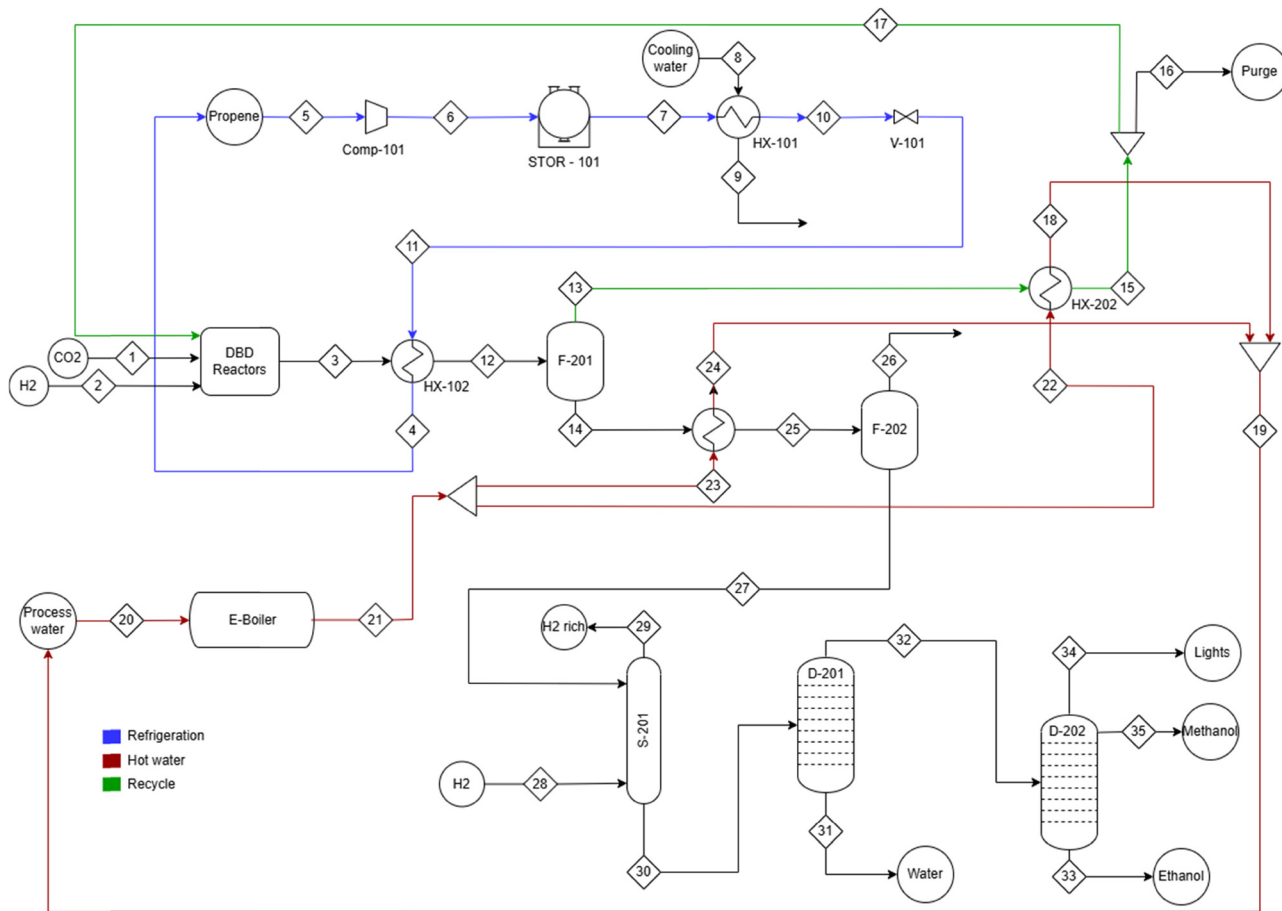 17
Cooling
water
8
16
Purge
Propene
5
6
7
10
Comp-101
STOR - 101
HX-101
V-101
9
11
18
13
15
HX-202
CO2
1
DBD
Reactors
3
HX-102
12
F-201
24
26
H2
2
4
14
25
F-202
22
19
23
Process
water
20
E-Boiler
21
27
H2 rich
29
32
D-201
34
Lights
S-201
D-202
35
Methanol
Refrigeration
Hot water
Recycle
H2
28
30
31
Water
33
Ethanol